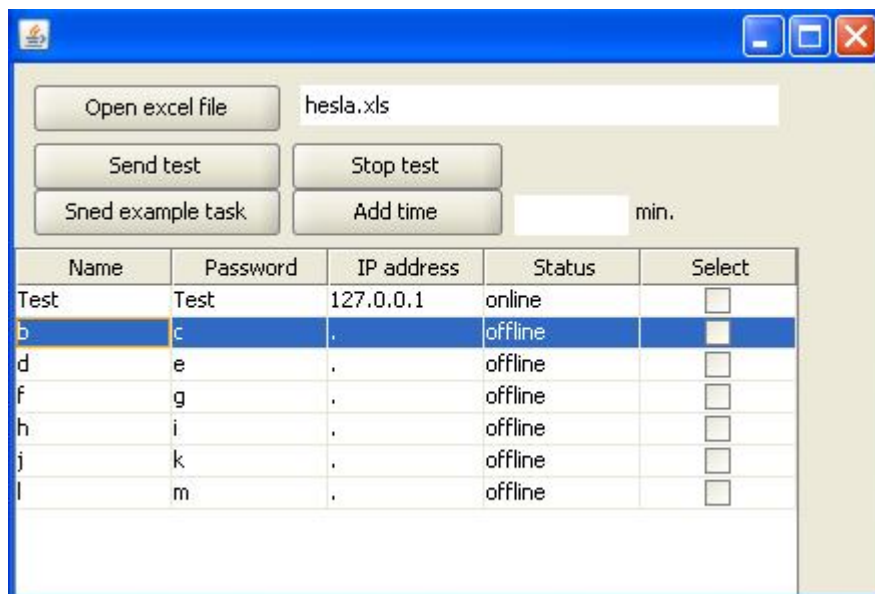 Open excel file hesla.xls
Send test Stop test
Sned example task Add time min.
Name Password IP address Status Select
Test Test 127.0.0.1 online
b c . offline
d e . offline
f g . offline
h i . offline
j k . offline
l m . offline